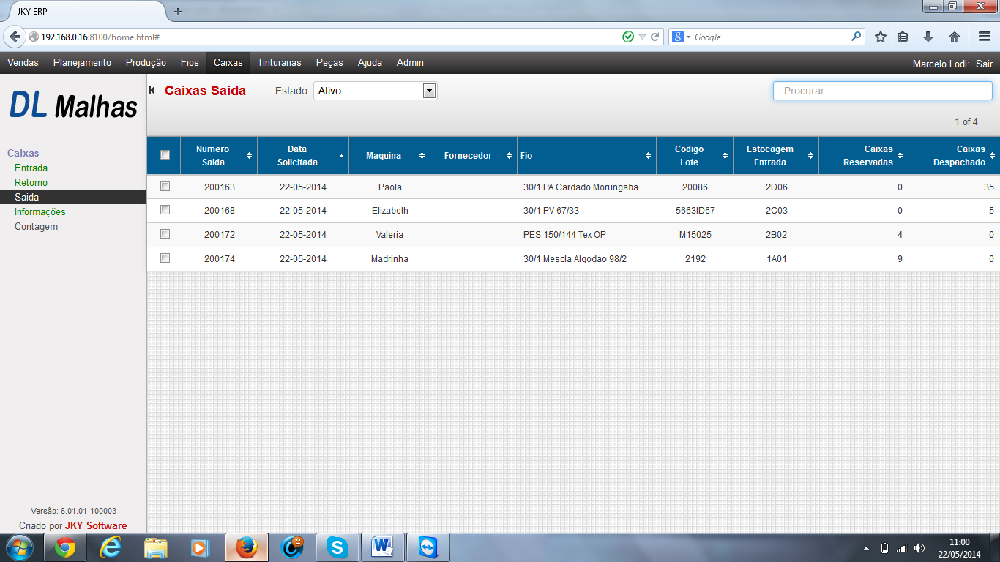 JKY ERP
192.168.0.16:8100/home.html#
Google
Vendas Planejamento Produção Fios Caixas Tinturarias Peças Ajuda Admin
Marcelo Lodi: Sair
DL Malhas
Caixas
Entrada
Retorno
Saida
Informações
Contagem
Caixas Saida
Estado: Ativo
Procurar
1 of 4
Numero Saida Data Solicitada Maquina Fornecedor Fio Codigo Lote Estocagem Entrada Caixas Reservadas Caixas Despachado
200163 22-05-2014 Paola 30/1 PA Cardado Morungaba 20086 2D06 0 35
200168 22-05-2014 Elizabeth 30/1 PV 67/33 5663ID67 2C03 0 5
200172 22-05-2014 Valeria PES 150/144 Tex OP M15025 2B02 4 0
200174 22-05-2014 Madrinha 30/1 Mescla Algodao 98/2 2192 1A01 9 0
Versão: 6.01.01-100003
Criado por JKY Software
11:00
22/05/2014